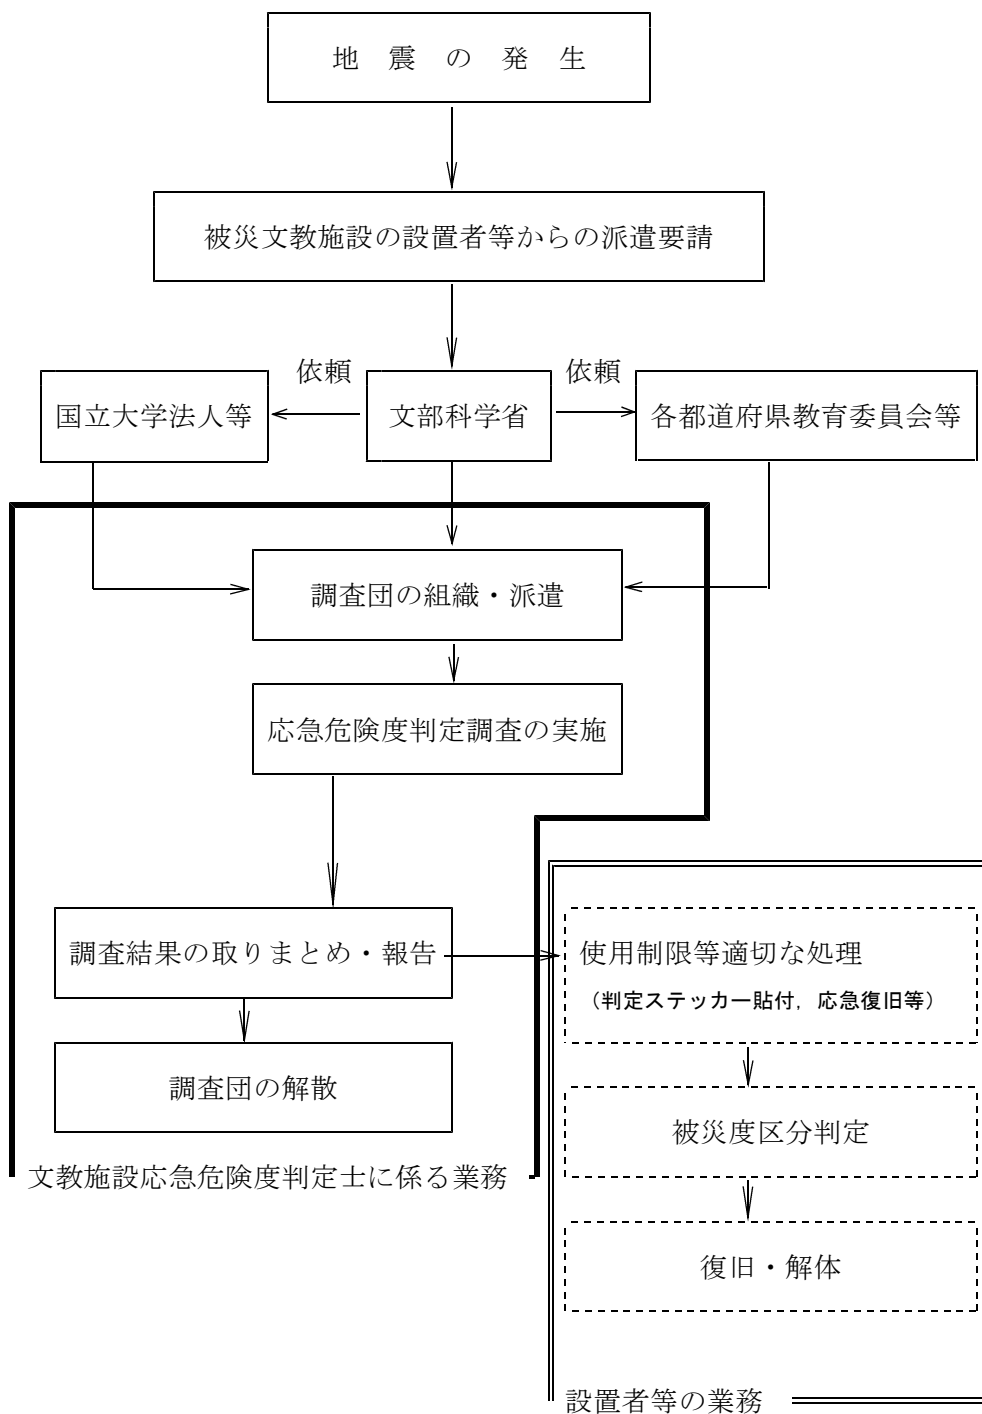 地　震　の　発　生
被災文教施設の設置者等からの派遣要請
依頼
依頼
国立大学法人等
文部科学省
各都道府県教育委員会等
調査団の組織・派遣
応急危険度判定調査の実施
調査結果の取りまとめ・報告
調査団の解散
文教施設応急危険度判定士に係る業務
使用制限等適切な処理
（判定ステッカー貼付，応急復旧等）
被災度区分判定
復旧・解体
設置者等の業務